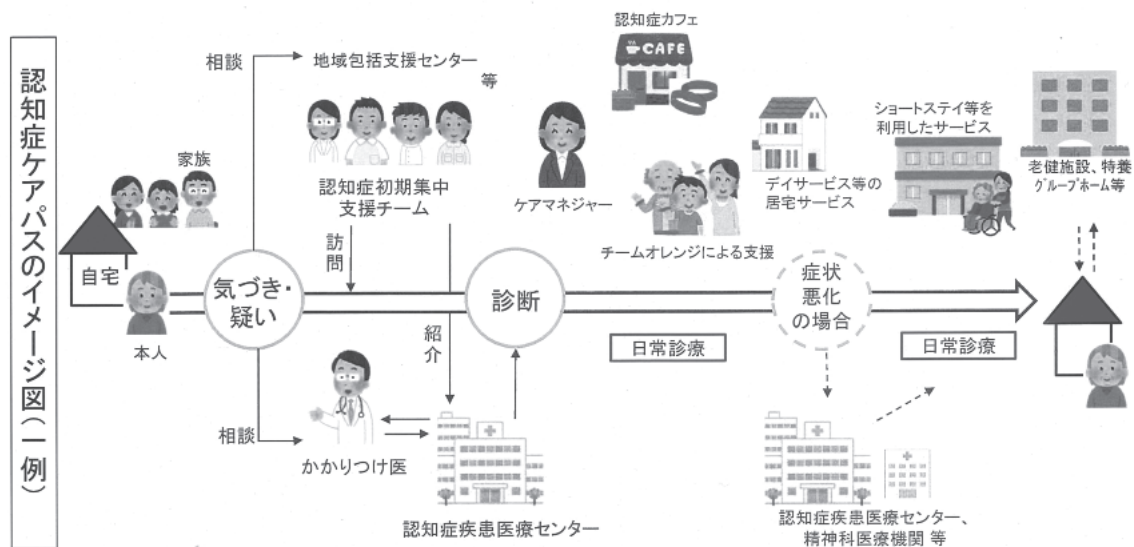 認知症ケアパスのイメージ図(一例)
自宅
家族
本人
気づき・
疑い
相談
地域包括支援センター
等
認知症初期集中
支援チーム
訪問
紹介
相談
かかりつけ医
認知症疾患医療センター
診断
ケアマネジャー
認知症カフェ
CAFE
チームオレンジによる支援
デイサービス等の
居宅サービス
日常診療
症状
悪化
の場合
ショートステイ等を
利用したサービス
認知症疾患医療センター、
精神科医療機関 等
日常診療
老健施設、特養
グループホーム等